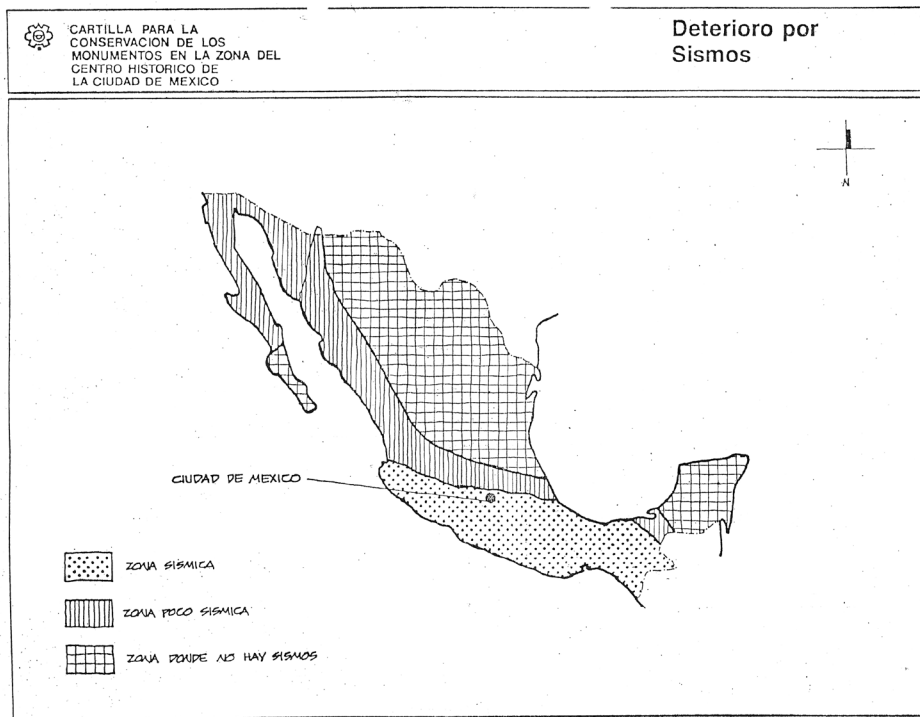 CARTILLA PARA LA
CONSERVACION DE LOS
MONUMENTOS EN LA ZONA DEL
CENTRO HISTORICO DE
LA CIUDAD DE MEXICO
Deterioro por
Sismos
N
CIUDAD DE MEXICO
ZONA SISMICA
ZONA POCO SISMICA
ZONA DONDE NO HAY SISMOS